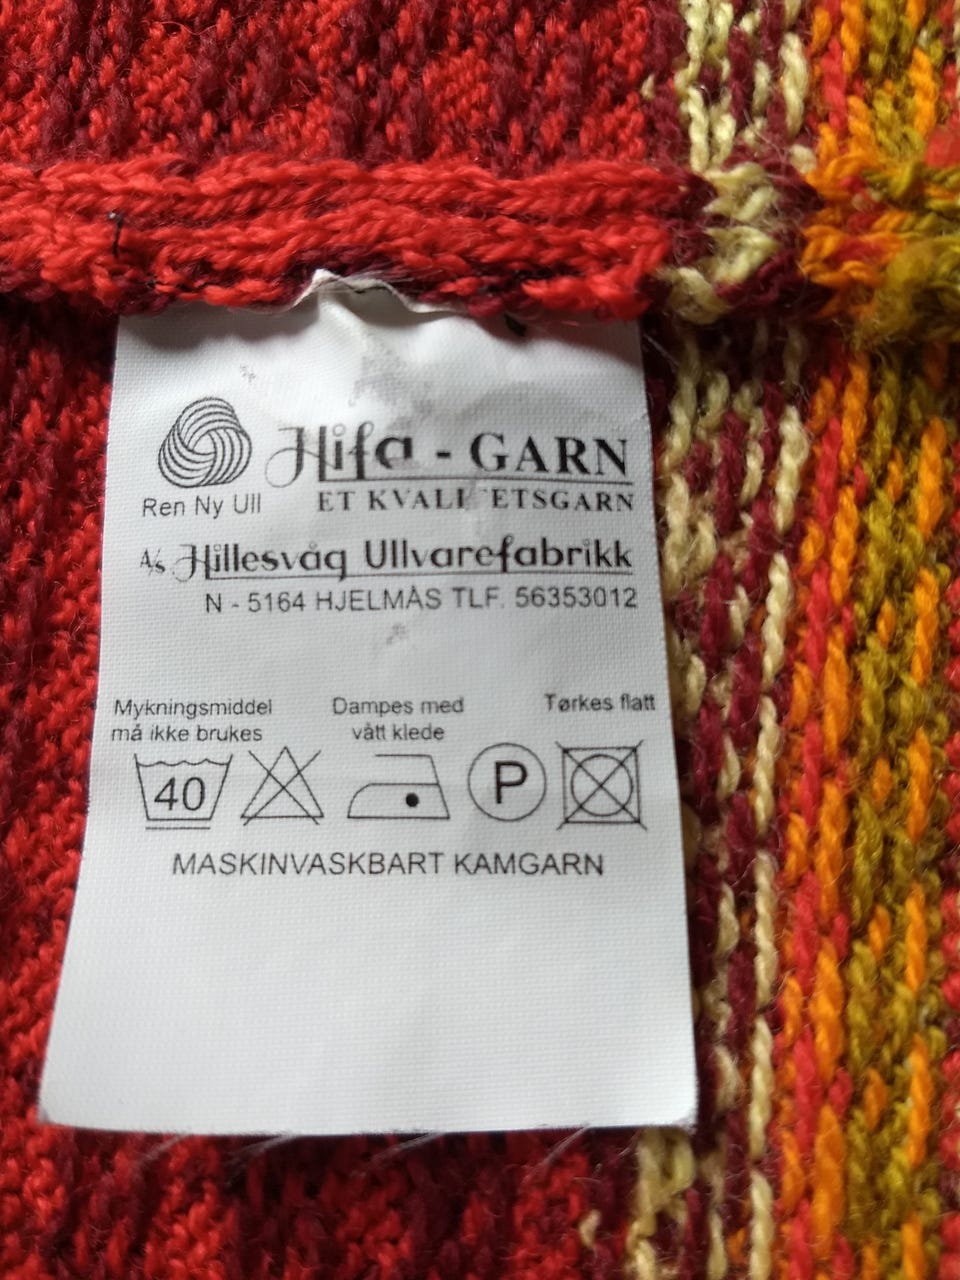 Hifa - GARN
Ren Ny Ull
ET KVALI ETSGARN
A/s Hillesvåg Ullvarefabrikk
N - 5164 HJELMÅS TLF. 56353012
Mykningsmiddel må ikke brukes
Dampes med vått klede
Tørkes flatt
40
P
MASKINVASKBART KAMGARN